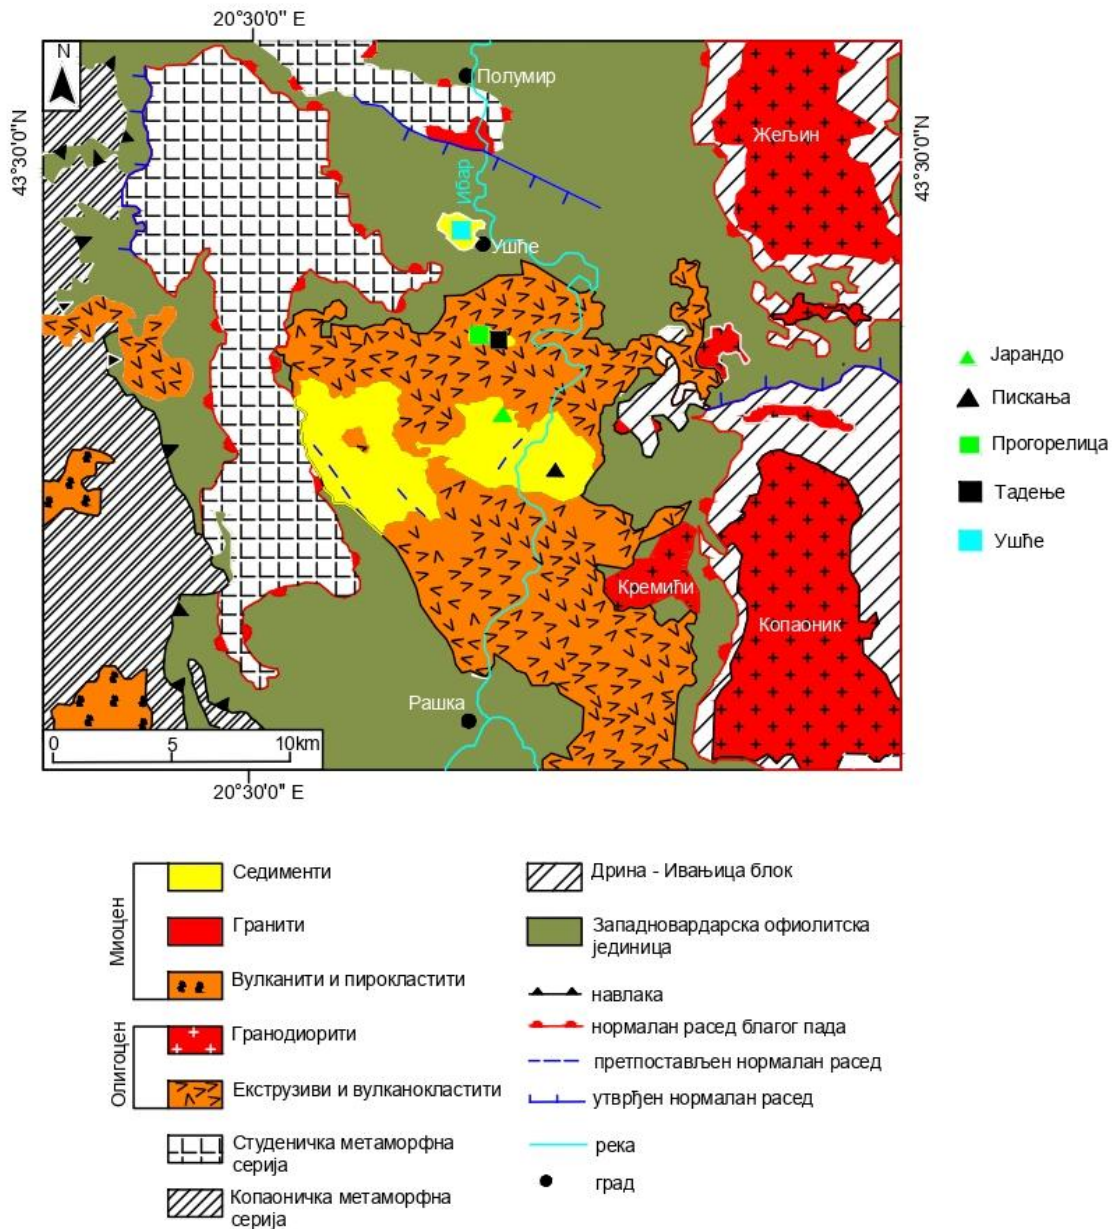 20°30'0" E
N
Полумир
43°30'0"N
43°30'0"N
Жељин
Ибар
Ушће
Јарандо
Пискања
Прогорелица
Тадење
Ушће
Кремићи
Копаоник
Рашка
0 5 10km
20°30'0" E
Миоцен
Седименти
Гранити
Вулканити и пирокластити
Олигоцен
Гранодиорити
Екструзиви и вулканокластити
Студеничка метаморфна
серија
Копаоничка метаморфна
серија
Дрина - Ивањица блок
Западновардарска офиолитска
јединица
навлака
нормалан расед благог пада
претпостављен нормалан расед
утврђен нормалан расед
река
град